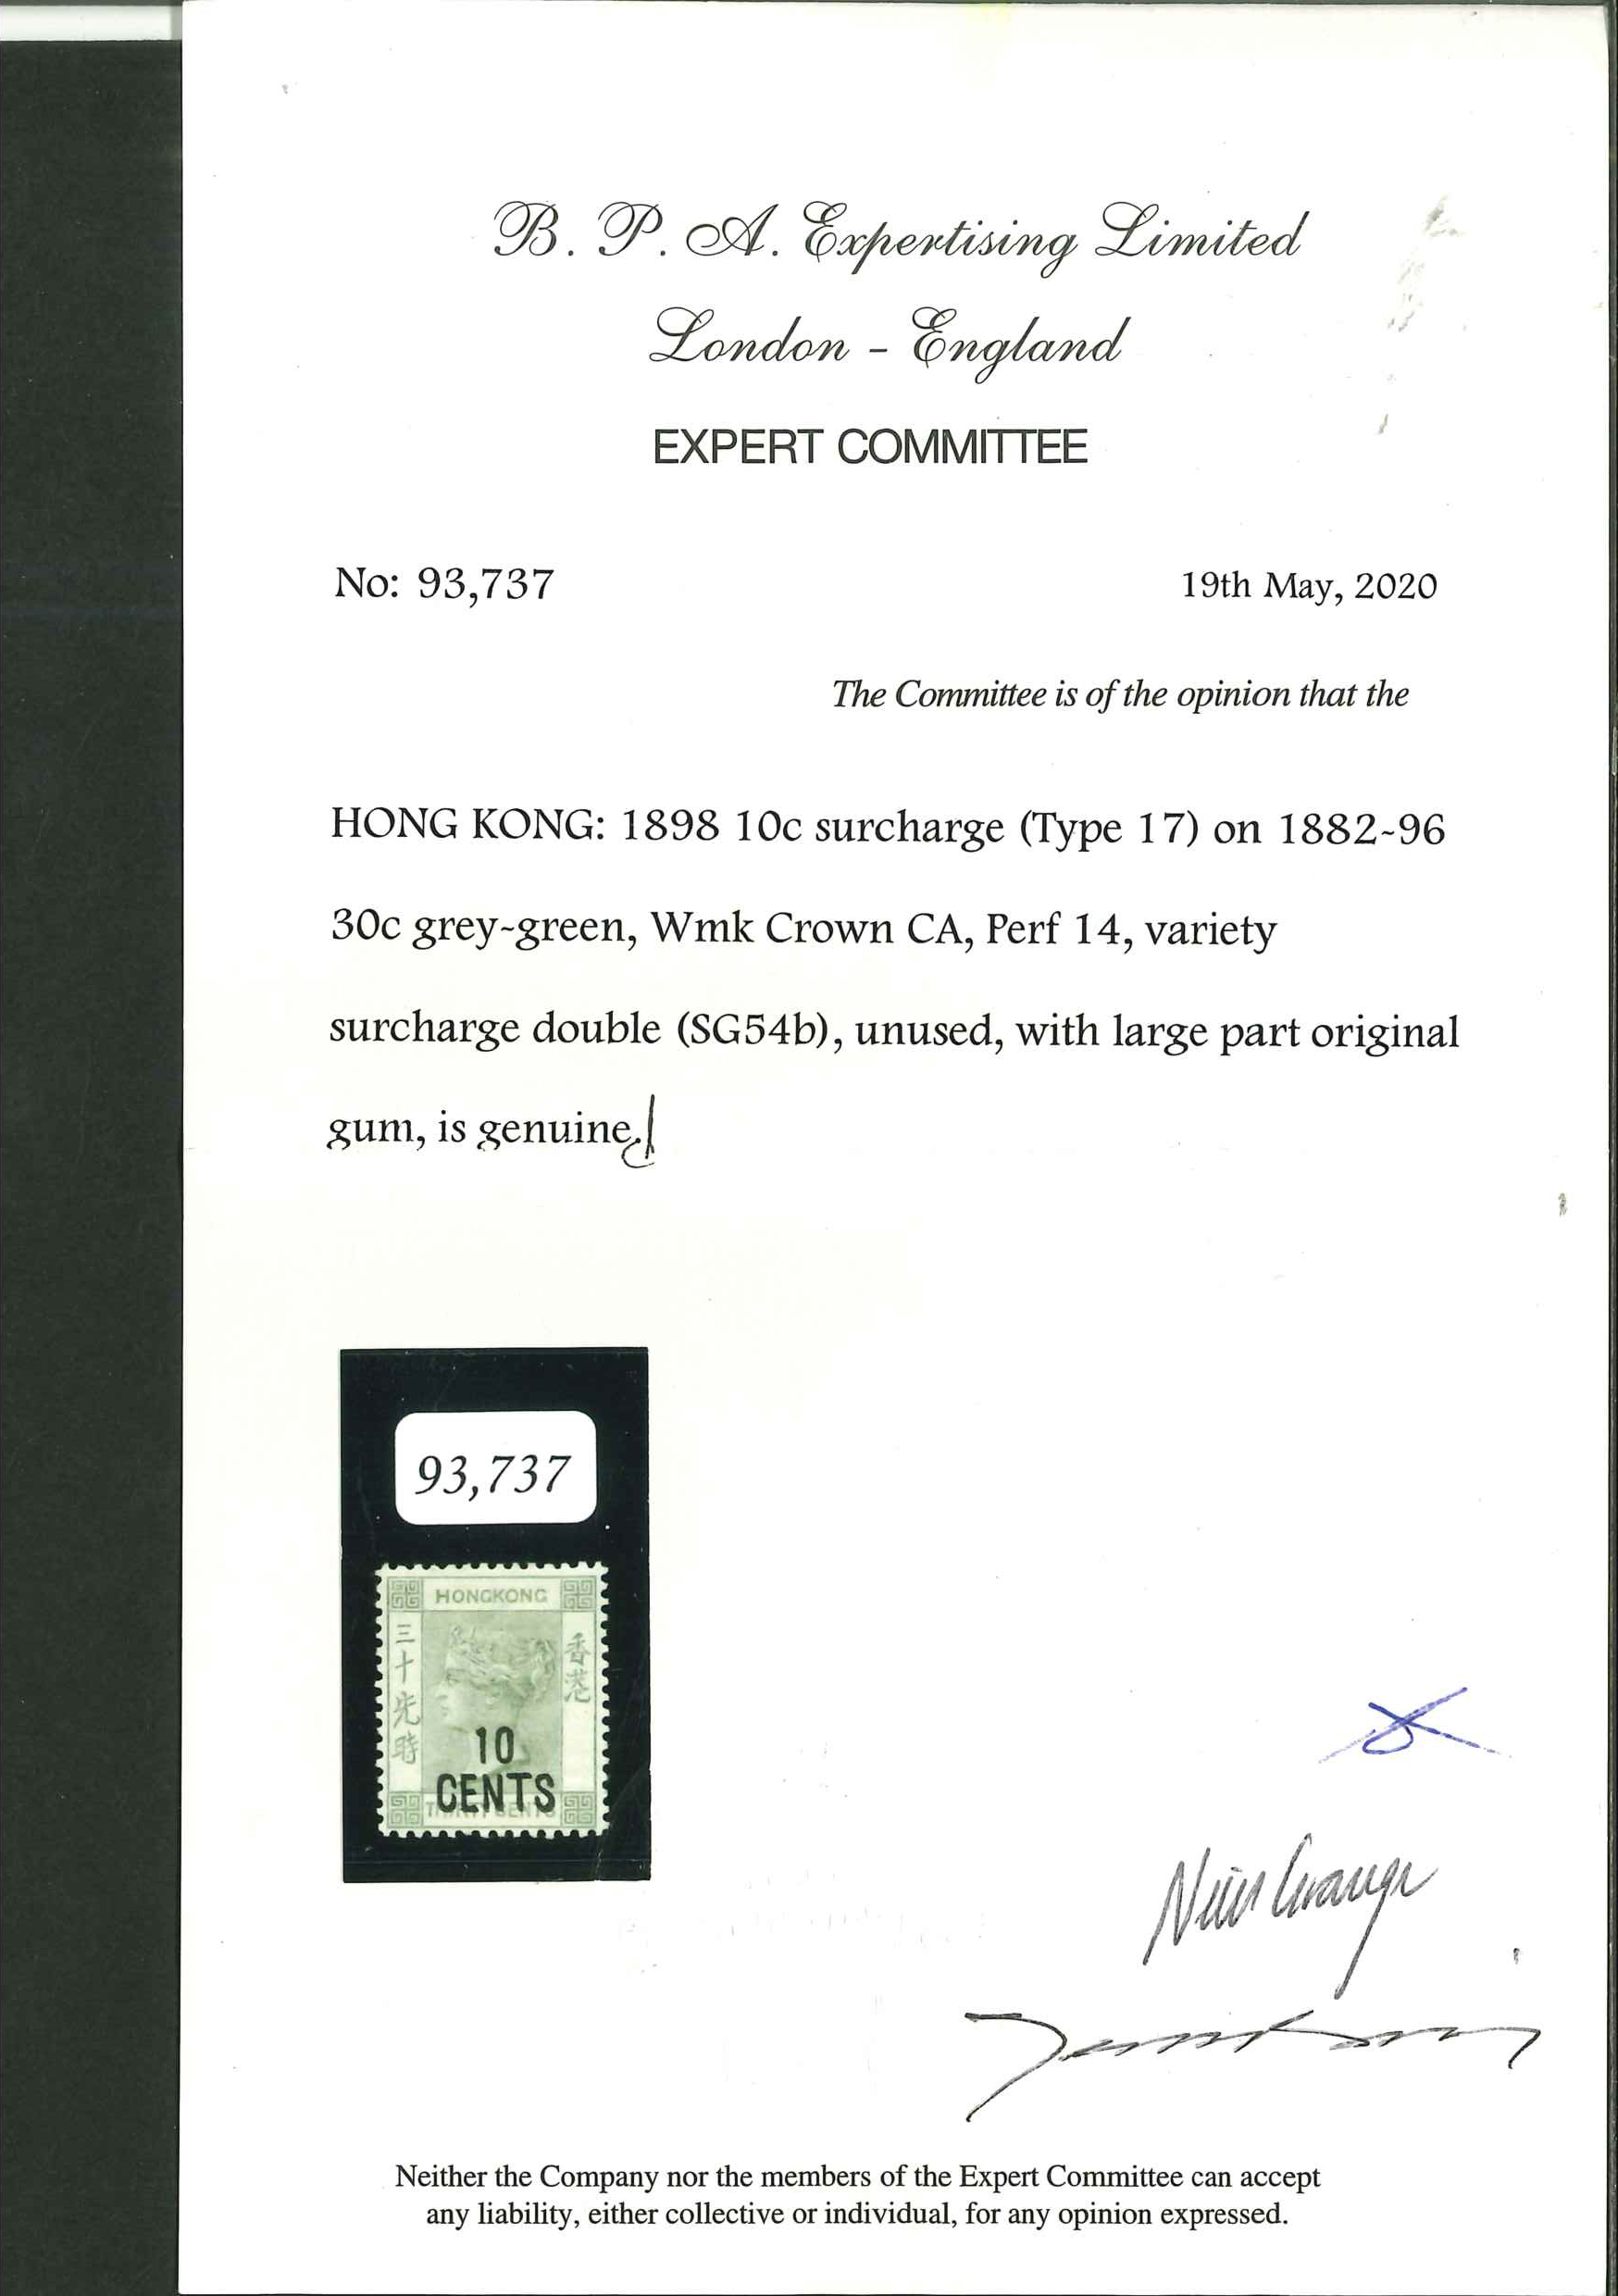 B. P. A. Expertising Limited
London - England
EXPERT COMMITTEE
No: 93,737
19th May, 2020
The Committee is of the opinion that the
HONG KONG: 1898 10c surcharge (Type 17) on 1882-96
30c grey-green, Wmk Crown CA, Perf 14, variety
surcharge double (SG54b), unused, with large part original
gum, is genuine.
93,737
HONG KONG
三十先時
香港
10
CENTS
THIRTY CENTS
Neither the Company nor the members of the Expert Committee can accept
any liability, either collective or individual, for any opinion expressed.